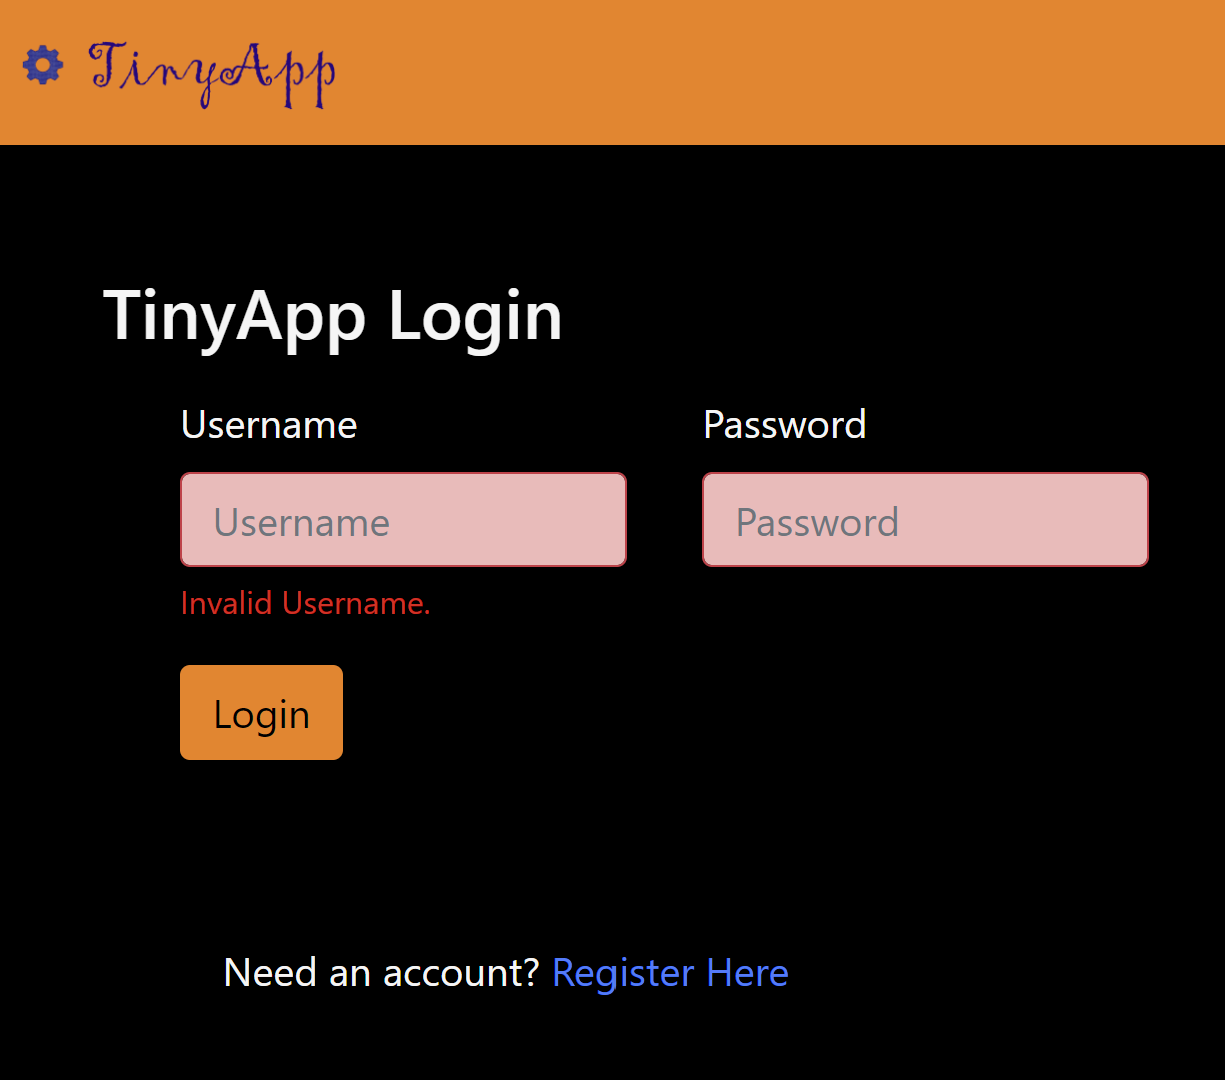 TinyApp
TinyApp Login
Username Password
Username Password
Invalid Username.
Login
Need an account? Register Here